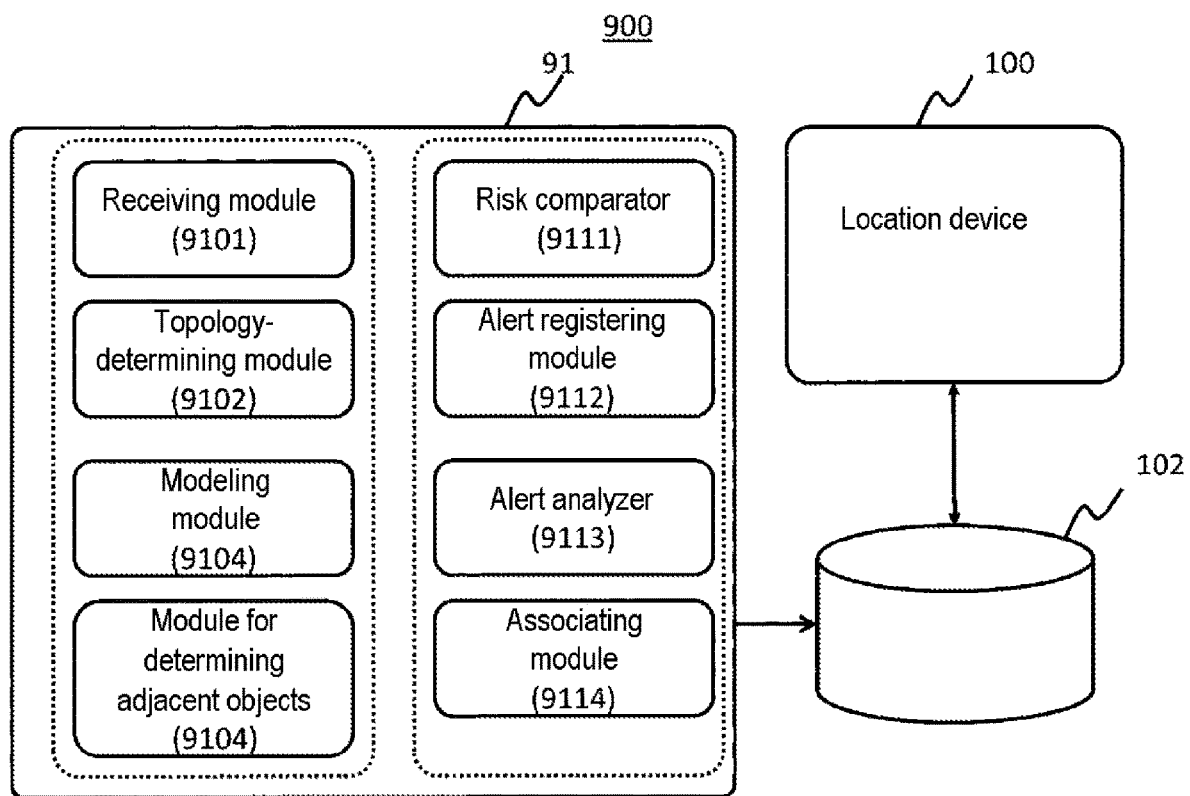 900
91
100
Receiving module
(9101)
Topology-
determining module
(9102)
Modeling
module
(9104)
Module for
determining
adjacent objects
(9104)
Risk comparator
(9111)
Alert registering
module
(9112)
Alert analyzer
(9113)
Associating
module
(9114)
Location device
102